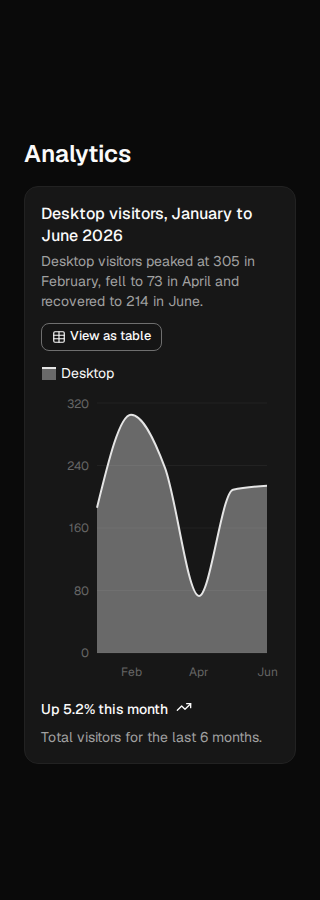 Analytics
Desktop visitors, January to
June 2026
Desktop visitors peaked at 305 in
February, fell to 73 in April and
recovered to 214 in June.
View as table
Desktop
320
240
160
80
0
Feb Apr Jun
Up 5.2% this month
Total visitors for the last 6 months.